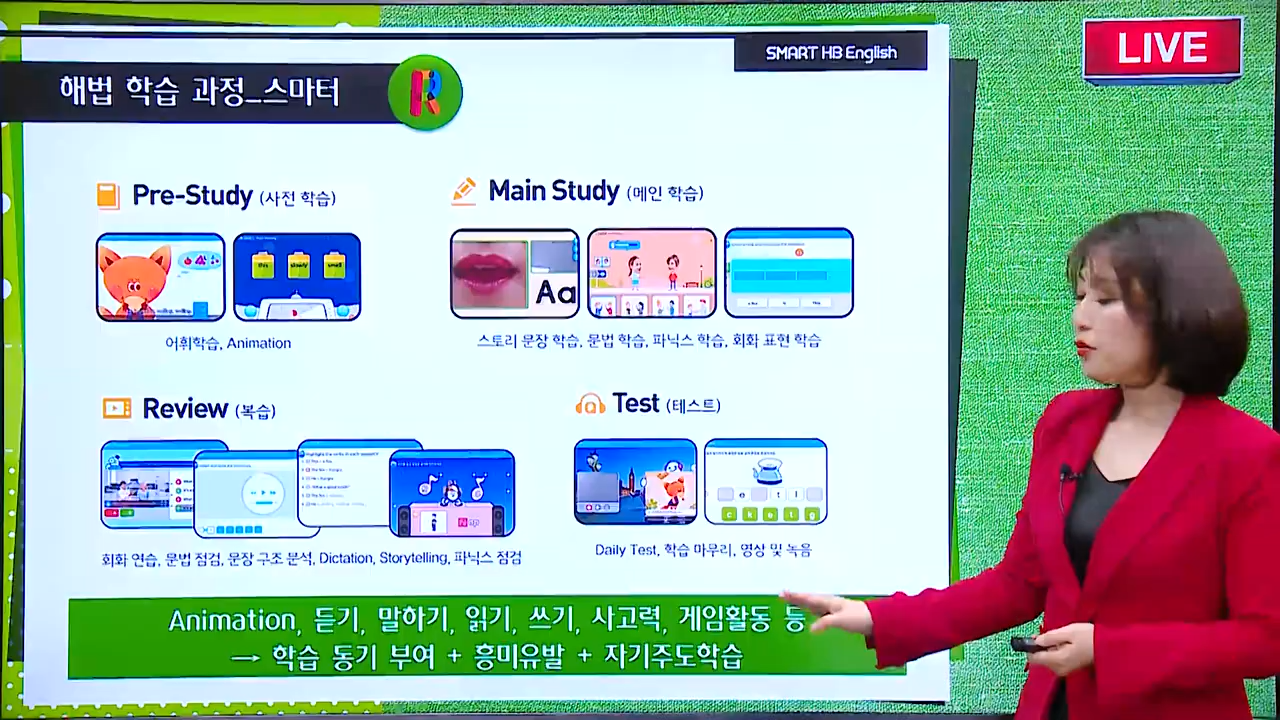 SMART HB English
LIVE
해법 학습 과정_스마터
R
Pre-Study (사전 학습)
어휘학습, Animation
Main Study (메인 학습)
Aa
스토리 문장 학습, 문법 학습, 파닉스 학습, 회화 표현 학습
Review (복습)
회화 연습, 문법 점검, 문장 구조 분석, Dictation, Storytelling, 파닉스 점검
Test (테스트)
Daily Test, 학습 마무리, 영상 및 녹음
Animation, 듣기, 말하기, 읽기, 쓰기, 사고력, 게임활동 등
→ 학습 동기 부여 + 흥미유발 + 자기주도학습